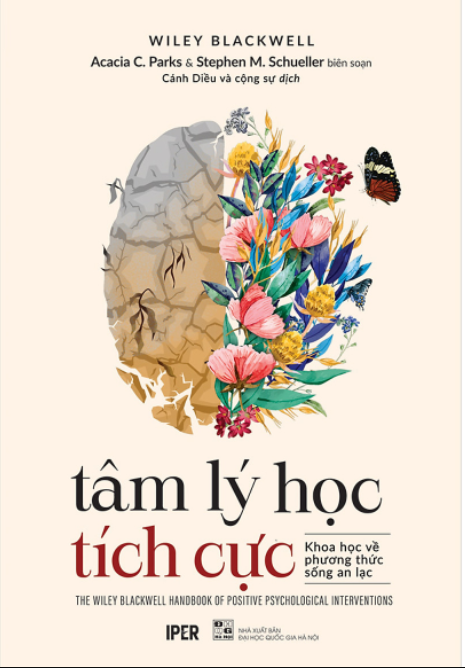 WILEY BLACKWELL
Acacia C. Parks & Stephen M. Schueller biên soạn
Cánh Diều và cộng sự dịch
tâm lý học
tích cực
Khoa học về
phương thức
sống an lạc
THE WILEY BLACKWELL HANDBOOK OF POSITIVE PSYCHOLOGICAL INTERVENTIONS
IPER
NHÀ XUẤT BẢN
ĐẠI HỌC QUỐC GIA HÀ NỘI